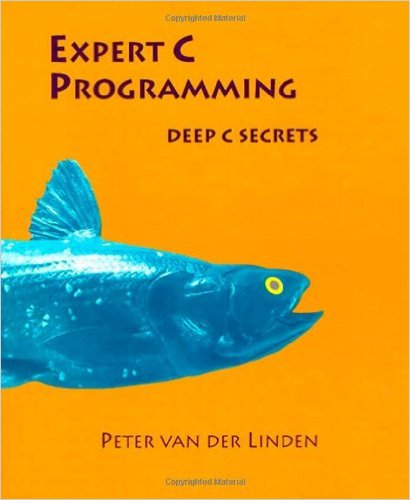 Copyrighted Material
EXPERT C
PROGRAMMING
DEEP C SECRETS
PETER VAN DER LINDEN
Copyrighted Material